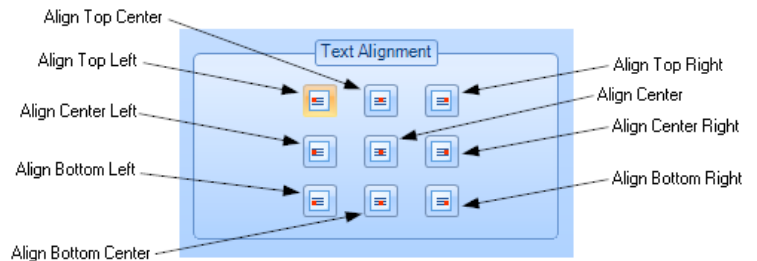 Align Top Center
Text Alignment
Align Top Left
Align Top Right
Align Center
Align Center Left
Align Center Right
Align Bottom Left
Align Bottom Right
Align Bottom Center